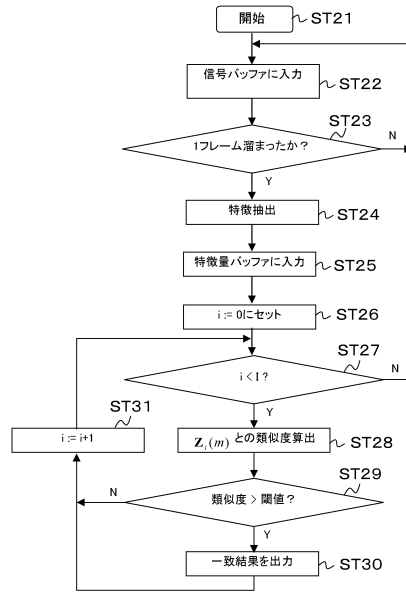 開始
ST21
信号バッファに入力
ST22
ST23
1フレーム溜まったか?
N
Y
特徴抽出
ST24
特徴量バッファに入力
ST25
i := 0にセット
ST26
ST27
i < I ?
N
Y
ST31
i := i+1
Zi(m) との類似度算出
ST28
ST29
類似度 > 閾値?
N
Y
一致結果を出力
ST30